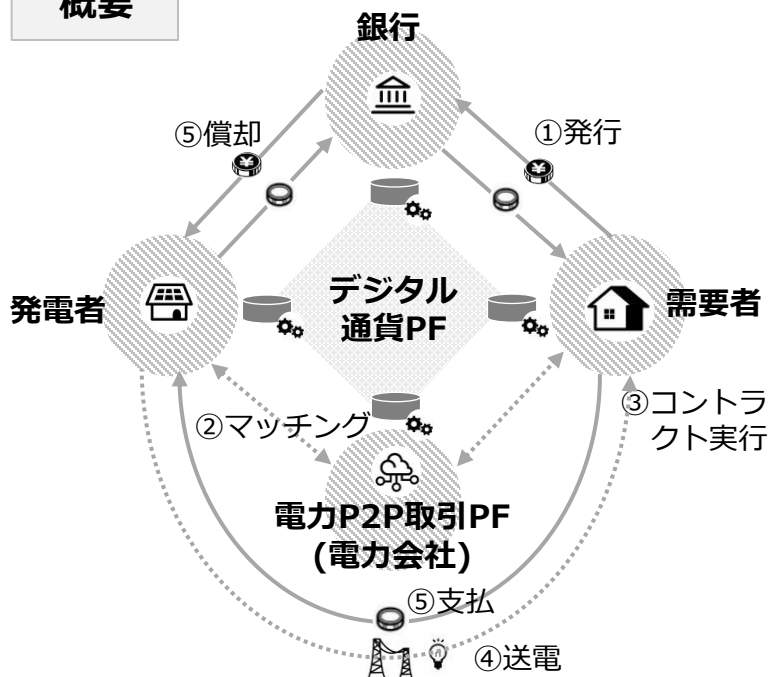 概要
銀行
⑤償却
①発行
デジタル
通貨PF
発電者
需要者
②マッチング
③コントラ
クト実行
電力P2P取引PF
(電力会社)
⑤支払
④送電